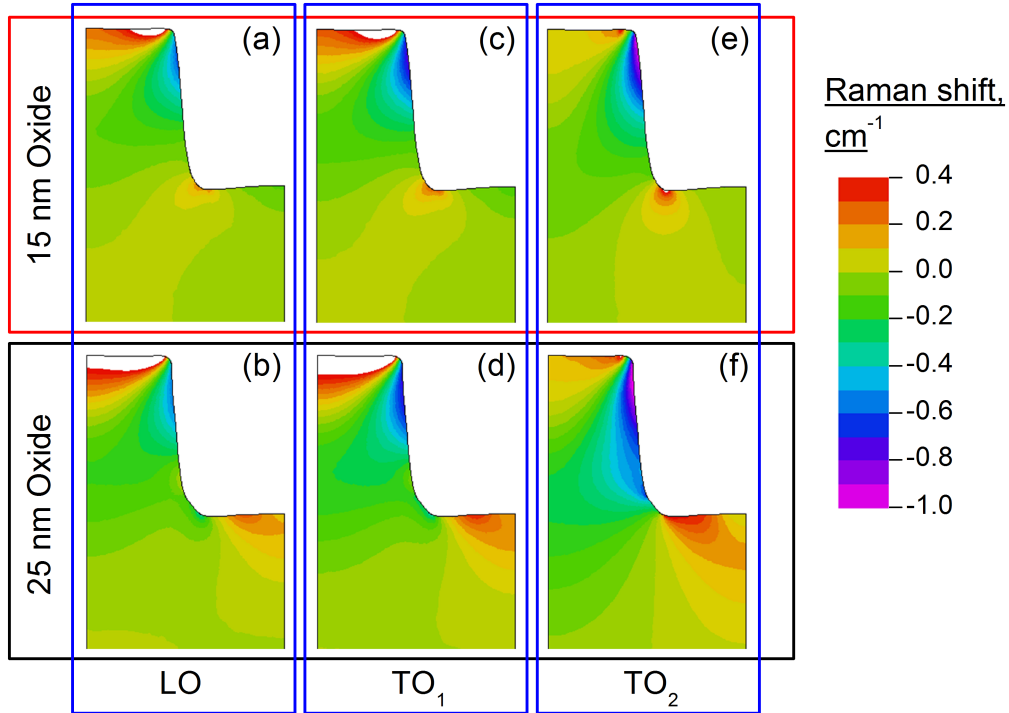 (a) (c) (e)
15 nm Oxide
(b) (d) (f)
25 nm Oxide
LO TO₁ TO₂
Raman shift,
cm⁻¹
0.4
0.2
0.0
-0.2
-0.4
-0.6
-0.8
-1.0